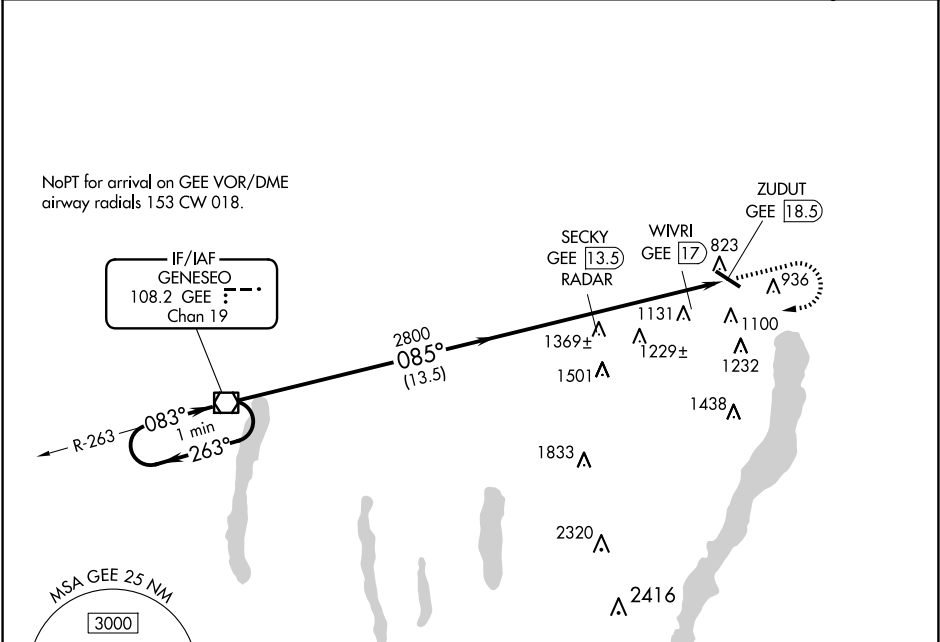 NoPT for arrival on GEE VOR/DME
airway radials 153 CW 018.
IF/IAF
GENESEO
108.2 GEE
Chan 19
ZUDUT
GEE 18.5
SECKY
GEE 13.5
RADAR
WIVRI
GEE 17
823
936
1131
1100
1369±
1229±
1232
1501
1438
2800
085°
(13.5)
R-263
083°
1 min
263°
1833
2320
2416
MSA GEE 25 NM
3000